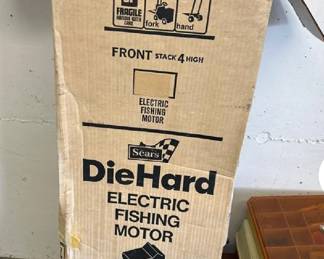 FRAGILE
fork
hand
FRONT STACK 4 HIGH
ELECTRIC
FISHING
MOTOR
Sears
DieHard
ELECTRIC
FISHING
MOTOR